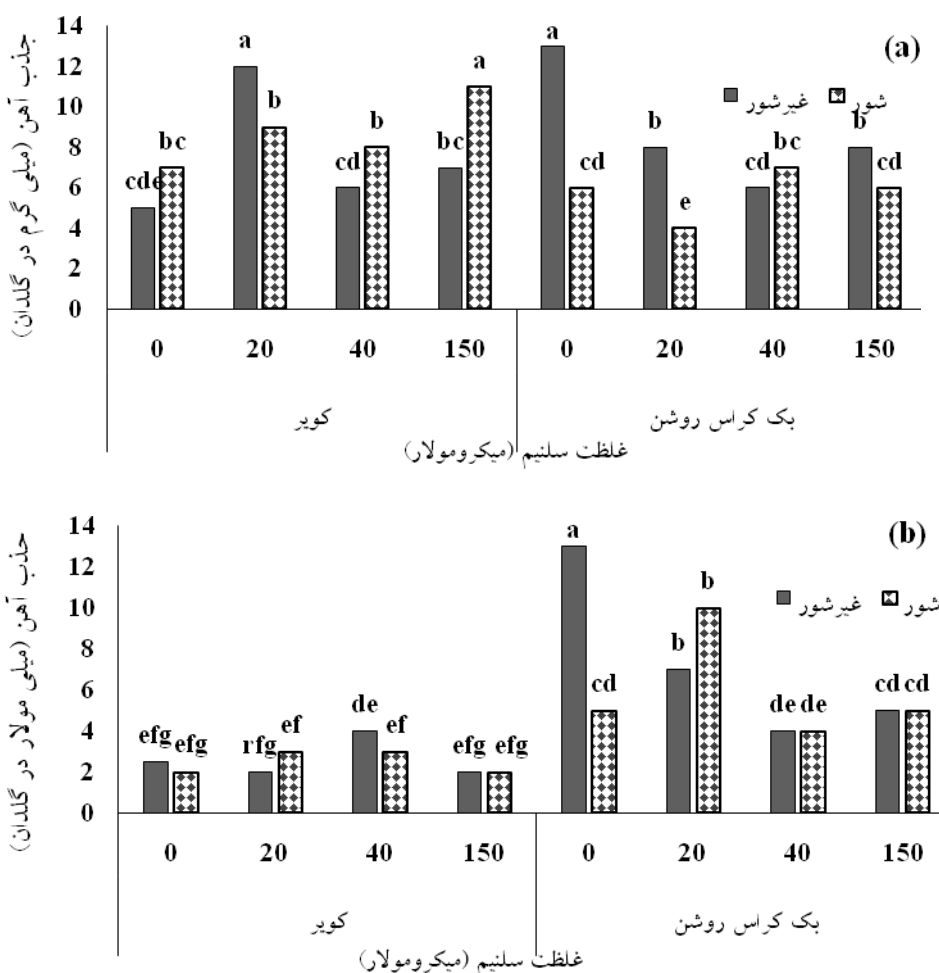 (a)
جذب آهن (میلی گرم در گلدان)
14
12
10
8
6
4
2
0
غیرشور شور
cde bc a b cd b bc a a cd b e cd bc b cd
0 20 40 150 0 20 40 150
کویر بک کراس روشن
غلظت سلنیم (میکرومولار)
(b)
جذب آهن (میلی مولار در گلدان)
14
12
10
8
6
4
2
0
غیرشور شور
efg efg rfg ef de ef efg efg a cd b b de de cd cd
0 20 40 150 0 20 40 150
کویر بک کراس روشن
غلظت سلنیم (میکرومولار)